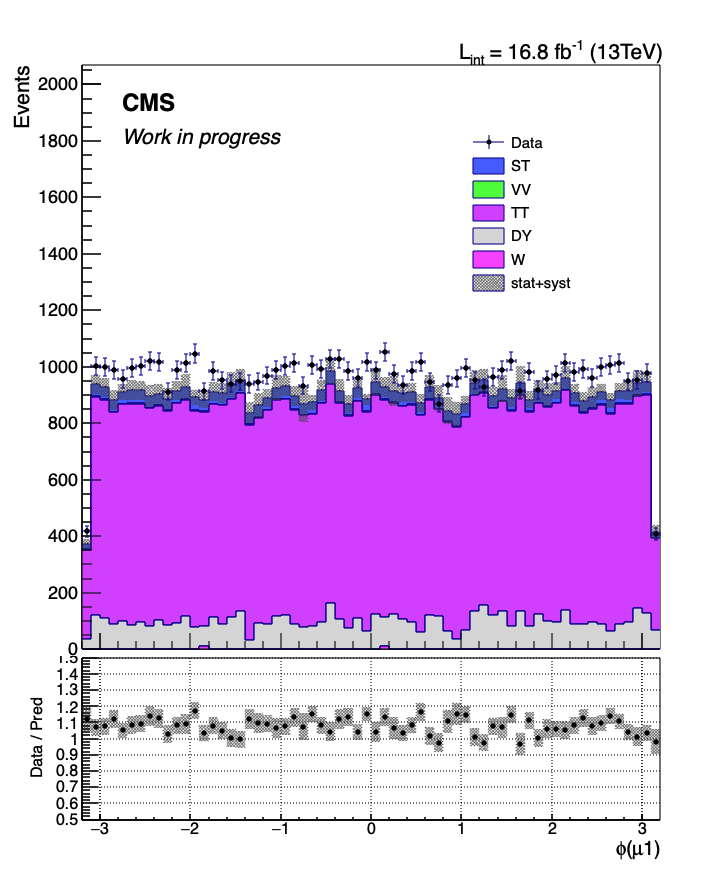 L_int = 16.8 fb⁻¹ (13TeV)
Events
2000
1800
1600
1400
1200
1000
800
600
400
200
0
CMS
Work in progress
Data
ST
VV
TT
DY
W
stat+syst
Data / Pred
1.5
1.4
1.3
1.2
1.1
1
0.9
0.8
0.7
0.6
0.5
−3 −2 −1 0 1 2 3
ϕ(μ1)